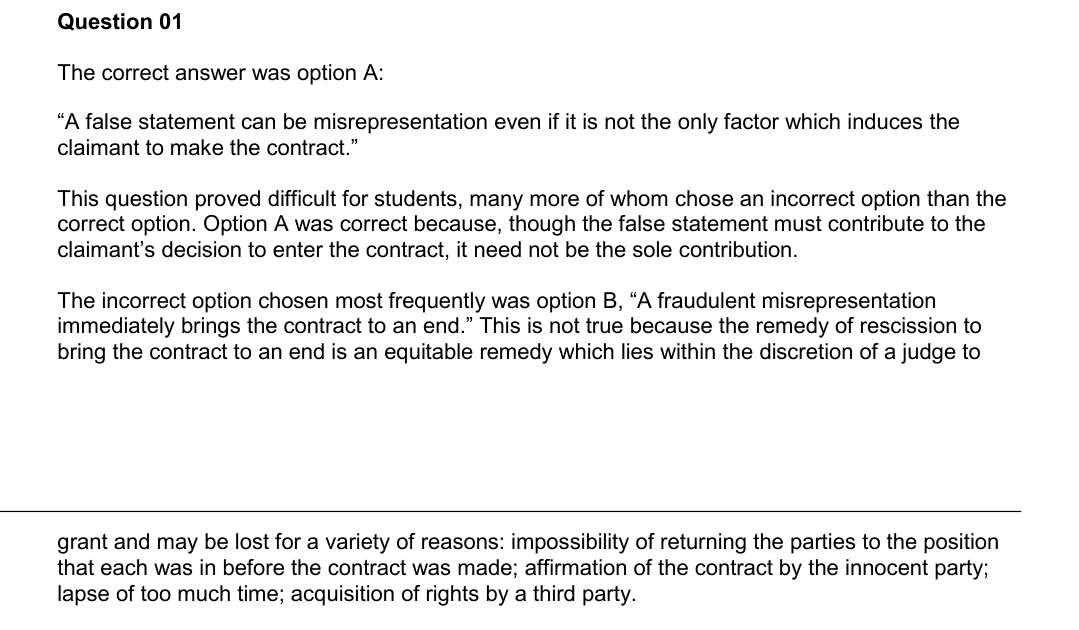 Question 01
The correct answer was option A:
“A false statement can be misrepresentation even if it is not the only factor which induces the
claimant to make the contract.”
This question proved difficult for students, many more of whom chose an incorrect option than the
correct option. Option A was correct because, though the false statement must contribute to the
claimant’s decision to enter the contract, it need not be the sole contribution.
The incorrect option chosen most frequently was option B, “A fraudulent misrepresentation
immediately brings the contract to an end.” This is not true because the remedy of rescission to
bring the contract to an end is an equitable remedy which lies within the discretion of a judge to
grant and may be lost for a variety of reasons: impossibility of returning the parties to the position
that each was in before the contract was made; affirmation of the contract by the innocent party;
lapse of too much time; acquisition of rights by a third party.